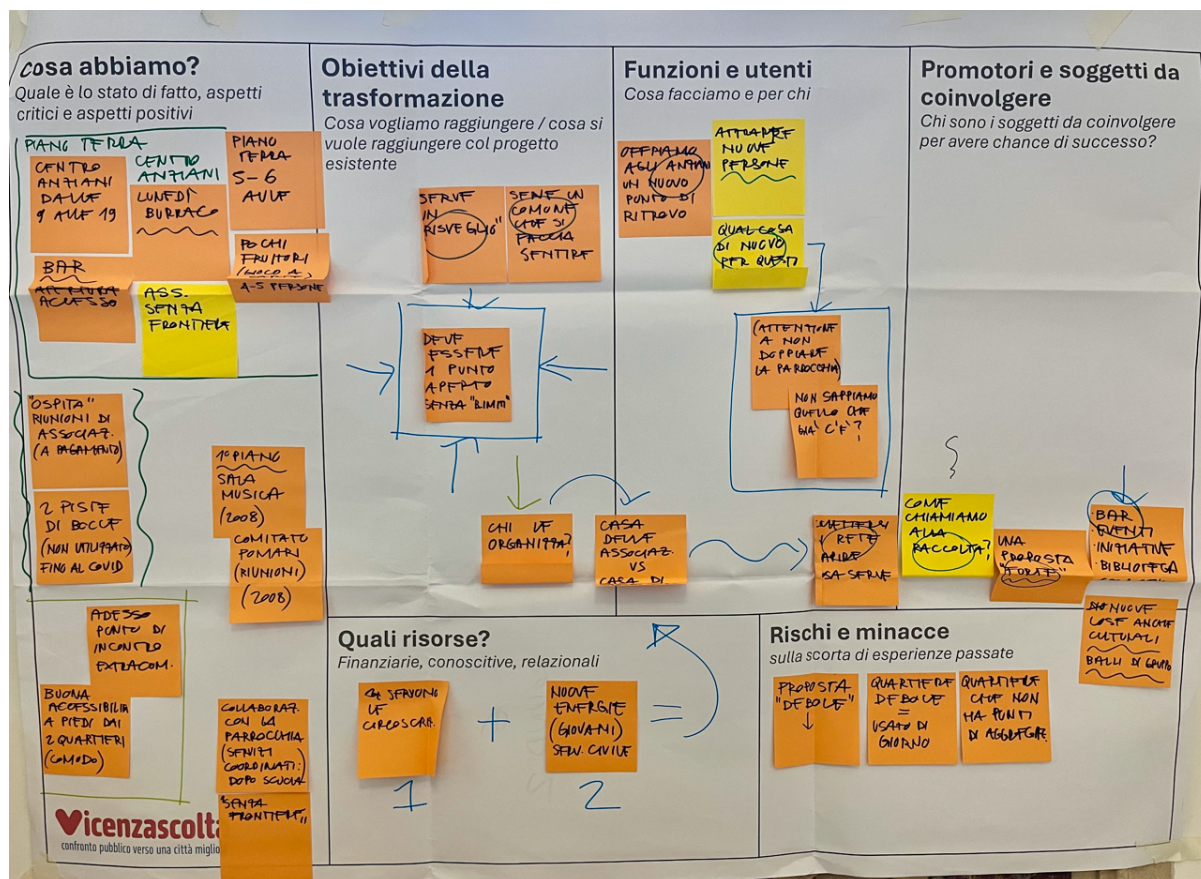 Cosa abbiamo?
Quale è lo stato di fatto, aspetti
critici e aspetti positivi
PIANO TERRA
CENTRO
ANZIANI
DALLE
9 ALLE 19
CENTRO
ANZIANI
LUNEDÌ
BURRACO
PIANO
TERRA
5-6
AULE
BAR
ACCESSO
ASS.
SENZA
FRONTIERE
POCHI
FRUITORI
4-5 PERSONE
"OSPITA"
RIUNIONI DI
ASSOCIAZ.
(A PAGAMENTO)
2 PISTE
DI BOCCE
(NON UTILIZZATO)
FINO AL COVID
1° PIANO
SALA
MUSICA
(2008)
COMITATO
POMARI
(RIUNIONI)
(2008)
ADESSO
PUNTO DI
INCONTRO
EXTRACOM.
BUONA
ACCESSIBILITÀ
A PIEDI DAI
2 QUARTIERI
(COMODO)
COLLABORAZ.
CON LA
PARROCCHIA
(SERVIZI
COORDINATI:
DOPO SCUOLA
"SENZA
FRONTIERE"
Vicenzascolta
confronto pubblico verso una città miglio
Obiettivi della
trasformazione
Cosa vogliamo raggiungere / cosa si
vuole raggiungere col progetto
esistente
SERVE
UN
"RISVEGLIO"
SERVE UN
COMUNE
CHE SI
FACCIA
SENTIRE
DEVE
ESSERE
1 PUNTO
APERTO
SENZA
CHI LE
ORGANIZZA?
CASA
DELLE
ASSOCIAZ.
VS
CASA DI
Funzioni e utenti
Cosa facciamo e per chi
OFFRIAMO
AGLI ANZIANI
UN NUOVO
PUNTO DI
RITROVO
ATTRARRE
NUOVE
PERSONE
QUALCOSA
DI NUOVO
PER QUESTO
(ATTENZIONE
A NON
DOPPIARE
LA PARROCCHIA)
NON SAPPIAMO
QUELLO CHE
GIÀ C'È?
RETE
SERVE
Promotori e soggetti da
coinvolgere
Chi sono i soggetti da coinvolgere
per avere chance di successo?
COME
CHIAMIAMO
ALLA
RACCOLTA?
UNA
PROPOSTA
"FORTE"
· BAR
· EVENTI
· INIZIATIVE
· BIBLIOTECA
NUOVE
COSE ANCHE
CULTURALI
BALLI DI GRUPPO
Quali risorse?
Finanziarie, conoscitive, relazionali
SERVONO
LE
CIRCOSCRIZ.
+
NUOVE
ENERGIE
(GIOVANI)
SERV. CIVILE
=
1
2
Rischi e minacce
sulla scorta di esperienze passate
PROPOSTA
"DEBOLE"
QUARTIERE
DEBOLE
=
USATO DI
GIORNO
QUARTIERE
CHE NON
HA PUNTI
DI AGGREGAZ.